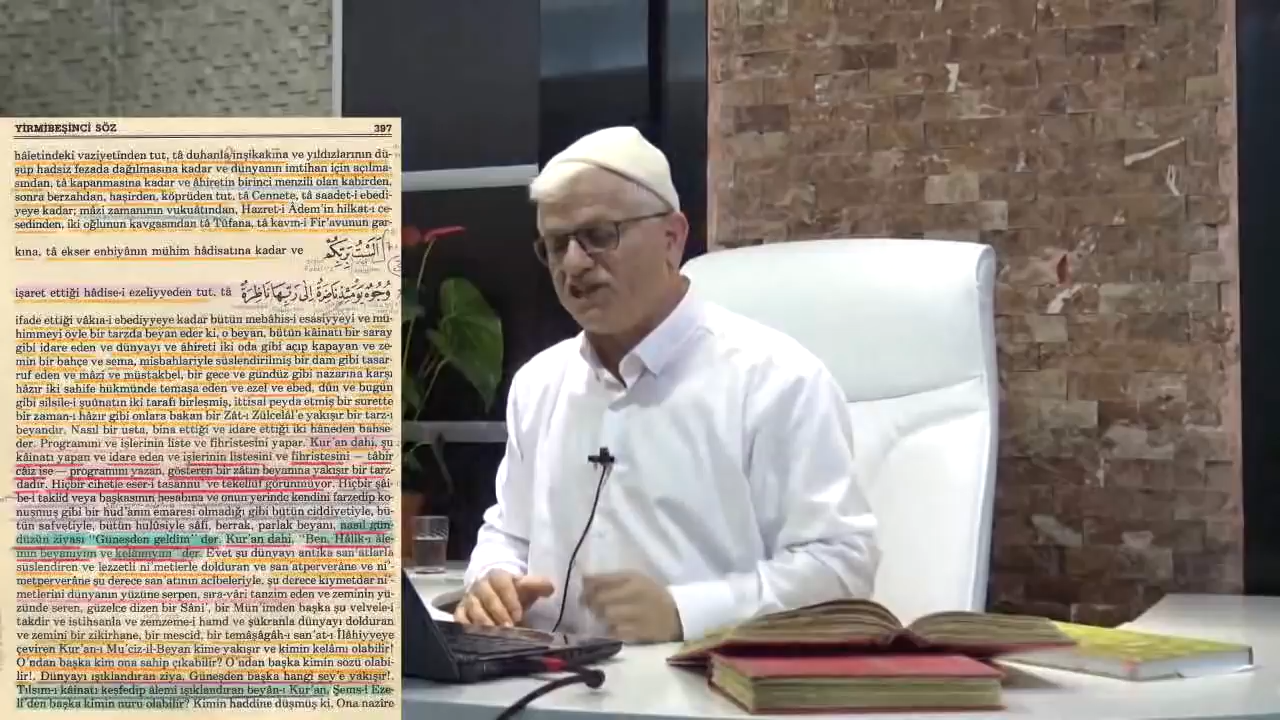 YİRMİBEŞİNCİ SÖZ 397
hâletindeki vaziyetinden tut, tâ duhanla inşikakına ve yıldızlarının dü-
şüp hadsiz fezada dağılmasına kadar ve dünyanın imtihan için açılma-
sından, tâ kapanmasına kadar ve âhiretin birinci menzili olan kabirden,
sonra berzahdan, haşirden, köprüden tut, tâ Cennete, tâ saadet-i ebedi-
yeye kadar; mâzi zamanının vukuâtından, Hazret-i Âdem'in hilkat-ı ce-
sedinden, iki oğlunun kavgasından tâ Tûfana, tâ kavm-i Fir'avunun gar-
kına, tâ ekser enbiyânın mühim hâdisatına kadar ve اَلَسْتُ بِرَبِّكُمْ
işaret ettiği hâdise-i ezeliyyeden tut, tâ وُجُوهٌ يَوْمَئِذٍ نَاضِرَةٌ اِلٰى رَبِّهَا نَاظِرَةٌ
ifade ettiği vâkıa-i ebediyyeye kadar bütün mebâhis-i esasiyyeyi ve mü-
himmeyi öyle bir tarzda beyan eder ki, o beyan, bütün kâinatı bir saray
gibi idare eden ve dünyayı ve âhireti iki oda gibi açıp kapayan ve ze-
min bir bahçe ve sema, misbahlariyle süslendirilmiş bir dam gibi tasar-
ruf eden ve mâzi ve müstakbel, bir gece ve gündüz gibi nazarına karşı
hâzır iki sahife hükmünde temaşa eden ve ezel ve ebed, dün ve bugün
gibi silsile-i şuûnatın iki tarafı birleşmiş, ittisal peyda etmiş bir surette
bir zaman-ı hâzır gibi onlara bakan bir Zât-ı Zülcelâl'e yakışır bir tarz-ı
beyandır. Nasıl bir usta, bina ettiği ve idare ettiği iki haneden bahse-
der. Programını ve işlerinin liste ve fihristesini yapar. Kur'an dahi, şu
kâinatı yapan ve idare eden ve işlerinin listesini ve fihristesini — tâbir
câiz ise — programını yazan, gösteren bir zâtın beyanına yakışır bir tarz-
dadır. Hiçbir cihetle eser-i tasannu' ve tekellüf görünmüyor. Hiçbir şâi-
be-i taklid veya başkasının hesabına ve onun yerinde kendini farzedip ko-
nuşmuş gibi bir hud'anın emaresi olmadığı gibi bütün ciddiyetiyle, bü-
tün safvetiyle, bütün hulûsiyle sâfi, berrak, parlak beyanı, nasıl gün-
düzün ziyası "Güneşden geldim" der. Kur'an dahi, "Ben, Hâlık-ı âle-
min beyanıyım ve kelâmıyım" der. Evet şu dünyayı antika san'atlarla
süslendiren ve lezzetli ni'metlerle dolduran ve san'atperverâne ve ni'-
metperverâne şu derece san'atının acibeleriyle, şu derece kıymetdar ni'-
metlerini dünyanın yüzüne serpen, sıra-vâri tanzim eden ve zeminin yü-
zünde seren, güzelce dizen bir Sâni', bir Mün'imden başka şu velvele-i
takdir ve istihsanla ve zemzeme-i hamd ve şükranla dünyayı dolduran
ve zemini bir zikirhane, bir mescid, bir temâşâgâh-ı san'at-ı İlâhiyyeye
çeviren Kur'an-ı Mu'ciz-il-Beyan kime yakışır ve kimin kelâmı olabilir!
O'ndan başka kim ona sahip çıkabilir? O'ndan başka kimin sözü olabi-
lir!. Dünyayı ışıklandıran ziya, Güneşden başka hangi şey'e yakışır!.
Tılsım-ı kâinatı keşfedip âlemi ışıklandıran beyân-ı Kur'an, Şems-i Eze-
lî'den başka kimin nuru olabilir? Kimin haddine düşmüş ki, Ona nazire